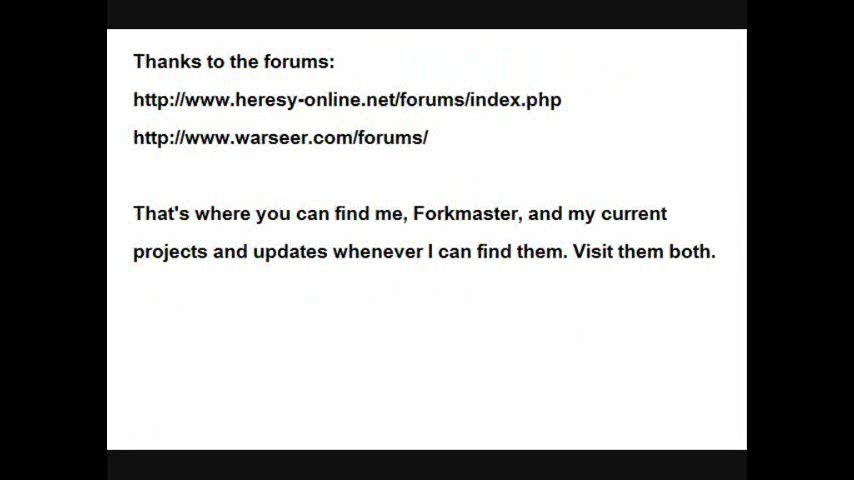 Thanks to the forums:
http://www.heresy-online.net/forums/index.php
http://www.warseer.com/forums/
That's where you can find me, Forkmaster, and my current
projects and updates whenever I can find them. Visit them both.